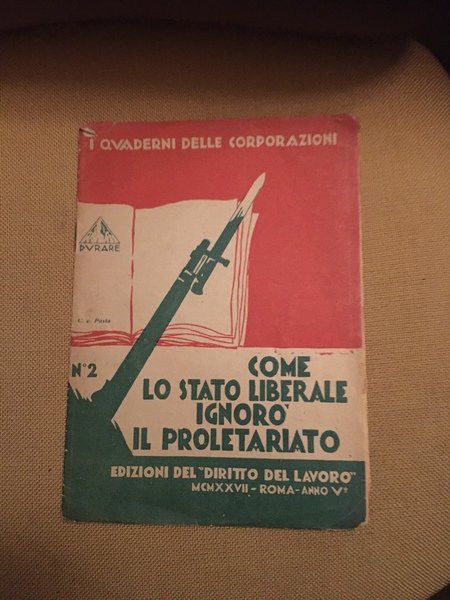 I QVADERNI DELLE CORPORAZIONI
DVRARE
N° 2
COME
LO STATO LIBERALE
IGNORO'
IL PROLETARIATO
EDIZIONI DEL "DIRITTO DEL LAVORO"
MCMXXVII - ROMA - ANNO V°